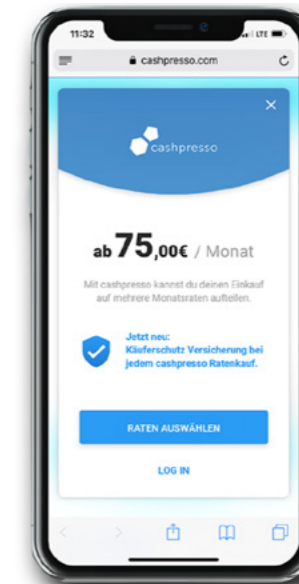 11:32
LTE
cashpresso.com
cashpresso
ab 75,00€ / Monat
Mit cashpresso kannst du deinen Einkauf
auf mehrere Monatsraten aufteilen.
Jetzt neu:
Käuferschutz Versicherung bei
jedem cashpresso Ratenkauf.
RATEN AUSWÄHLEN
LOG IN